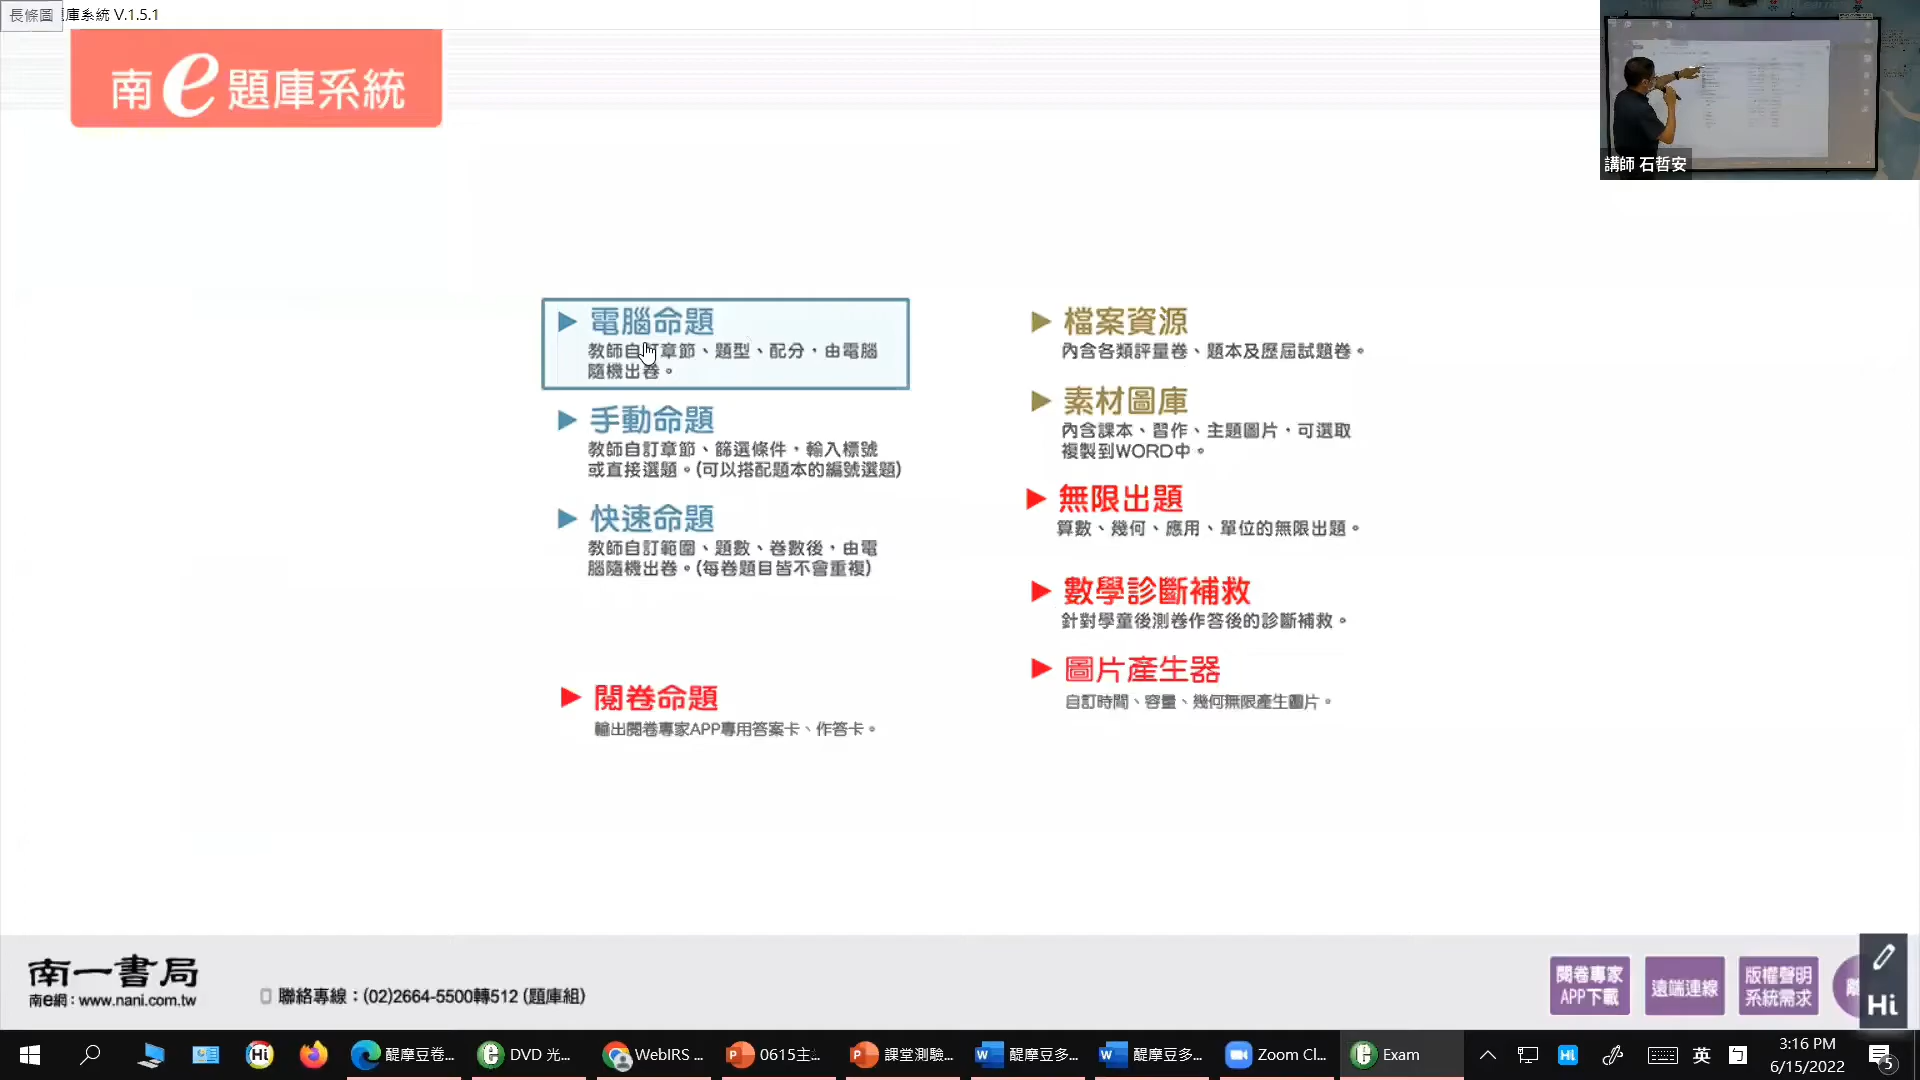 長條圖 題庫系統 V.1.5.1
南e題庫系統
講師 石哲安
電腦命題
教師自訂章節、題型、配分,由電腦
隨機出卷。
手動命題
教師自訂章節、篩選條件,輸入標號
或直接選題。(可以搭配題本的編號選題)
快速命題
教師自訂範圍、題數、卷數後,由電
腦隨機出卷。(每卷題目皆不會重複)
閱卷命題
輸出閱卷專家APP專用答案卡、作答卡。
檔案資源
內含各類評量卷、題本及歷屆試題卷。
素材圖庫
內含課本、習作、主題圖片,可選取
複製到WORD中。
無限出題
算數、幾何、應用、單位的無限出題。
數學診斷補救
針對學童後測卷作答後的診斷補救。
圖片產生器
自訂時間、容量、幾何無限產生圖片。
南一書局
南e網:www.nani.com.tw
聯絡專線:(02)2664-5500轉512 (題庫組)
閱卷專家
APP下載
遠端連線
版權聲明
系統需求
Hi
醍摩豆卷...
DVD 光...
WebIRS ...
0615主...
課堂測驗...
醍摩豆多...
醍摩豆多...
Zoom Cl...
Exam
英
3:16 PM
6/15/2022
5